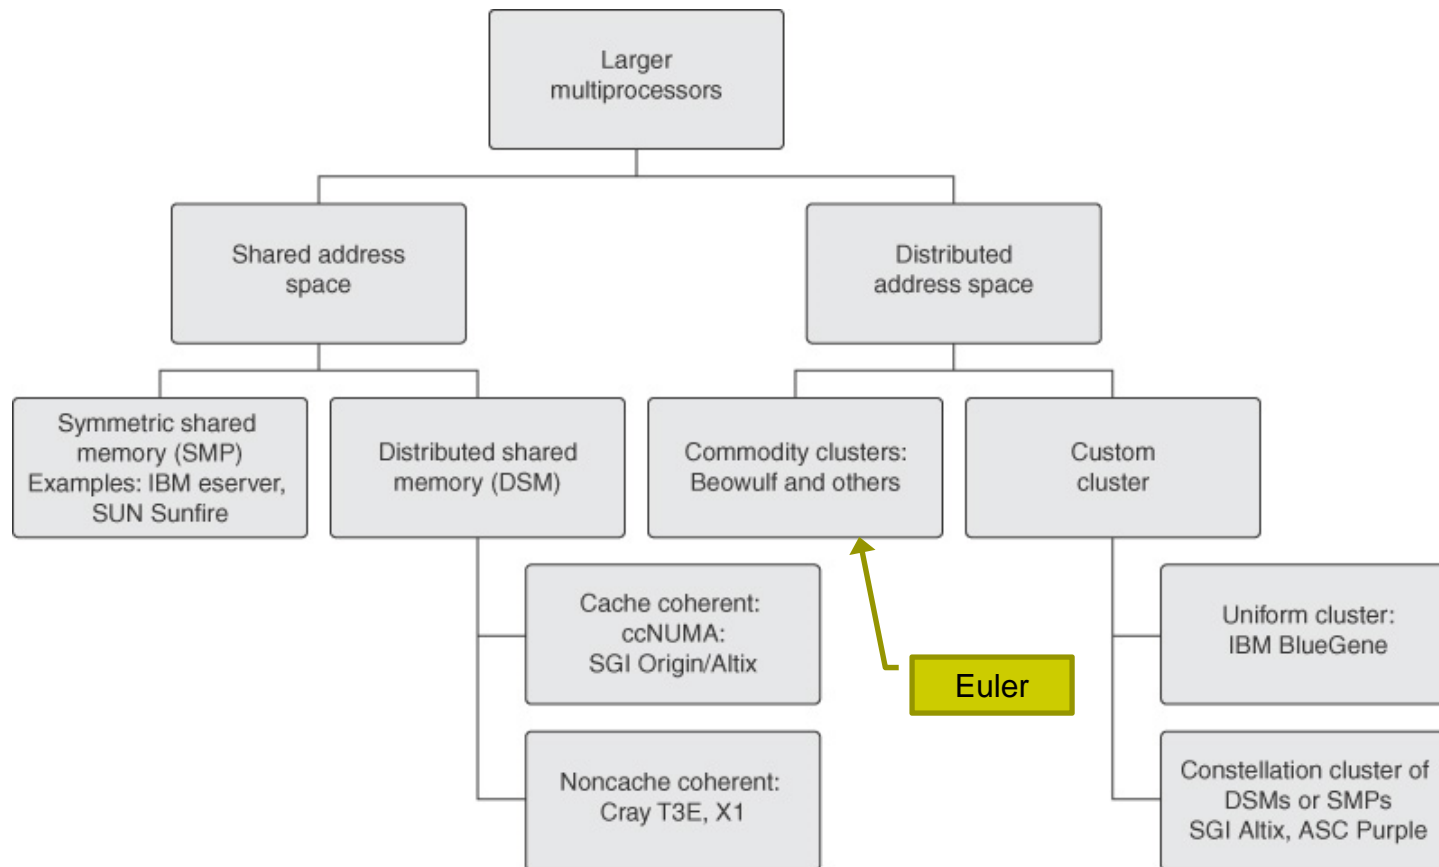 Larger
multiprocessors
Shared address
space
Distributed
address space
Symmetric shared
memory (SMP)
Examples: IBM eserver,
SUN Sunfire
Distributed shared
memory (DSM)
Commodity clusters:
Beowulf and others
Custom
cluster
Cache coherent:
ccNUMA:
SGI Origin/Altix
Euler
Uniform cluster:
IBM BlueGene
Noncache coherent:
Cray T3E, X1
Constellation cluster of
DSMs or SMPs
SGI Altix, ASC Purple